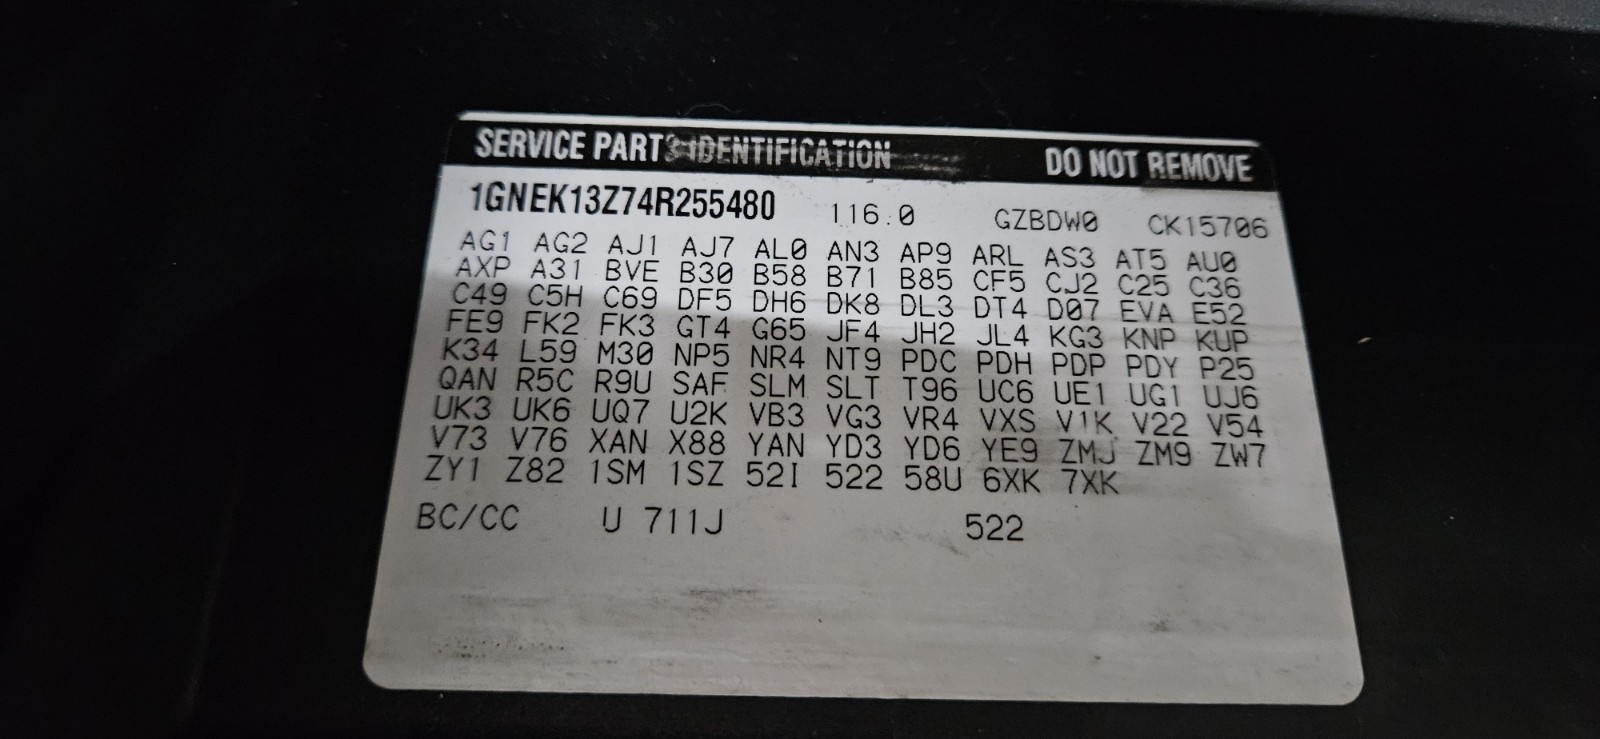 SERVICE PARTS IDENTIFICATION DO NOT REMOVE
1GNEK13Z74R255480 116.0 GZBDW0 CK15706
AG1 AG2 AJ1 AJ7 AL0 AN3 AP9 ARL AS3 AT5 AU0
AXP A31 BVE B30 B58 B71 B85 CF5 CJ2 C25 C36
C49 C5H C69 DF5 DH6 DK8 DL3 DT4 D07 EVA E52
FE9 FK2 FK3 GT4 G65 JF4 JH2 JL4 KG3 KNP KUP
K34 L59 M30 NP5 NR4 NT9 PDC PDH PDP PDY P25
QAN R5C R9U SAF SLM SLT T96 UC6 UE1 UG1 UJ6
UK3 UK6 UQ7 U2K VB3 VG3 VR4 VXS V1K V22 V54
V73 V76 XAN X88 YAN YD3 YD6 YE9 ZMJ ZM9 ZW7
ZY1 Z82 1SM 1SZ 52I 522 58U 6XK 7XK
BC/CC U 711J 522